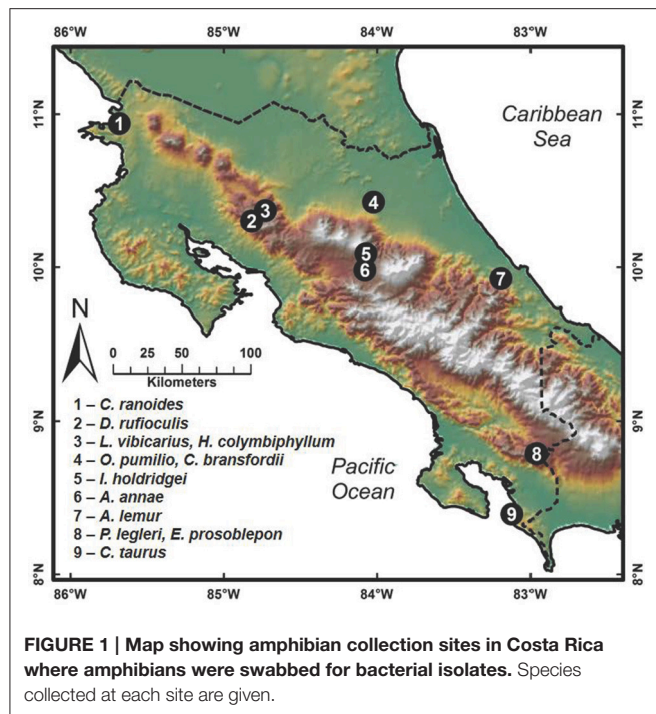 86°W 85°W 84°W 83°W
11°N
10°N
9°N
8°N
Caribbean
Sea
1
2
3
4
5
6
7
8
9
N
0 25 50 100
Kilometers
1 – C. ranoides
2 – D. rufioculis
3 – L. vibicarius, H. colymbiphyllum
4 – O. pumilio, C. bransfordii
5 – I. holdridgei
6 – A. annae
7 – A. lemur
8 – P. legleri, E. prosoblepon
9 – C. taurus
Pacific
Ocean
11°N
10°N
9°N
8°N
86°W 85°W 84°W 83°W
FIGURE 1 | Map showing amphibian collection sites in Costa Rica
where amphibians were swabbed for bacterial isolates. Species
collected at each site are given.